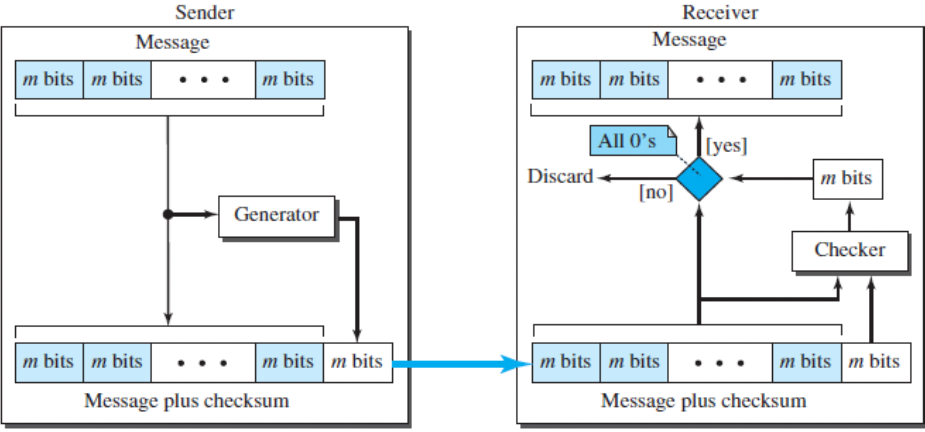 Sender
Message
m bits m bits • • • m bits
Generator
m bits m bits • • • m bits m bits
Message plus checksum
Receiver
Message
m bits m bits • • • m bits
All 0's
[yes]
Discard
[no]
m bits
Checker
m bits m bits • • • m bits m bits
Message plus checksum